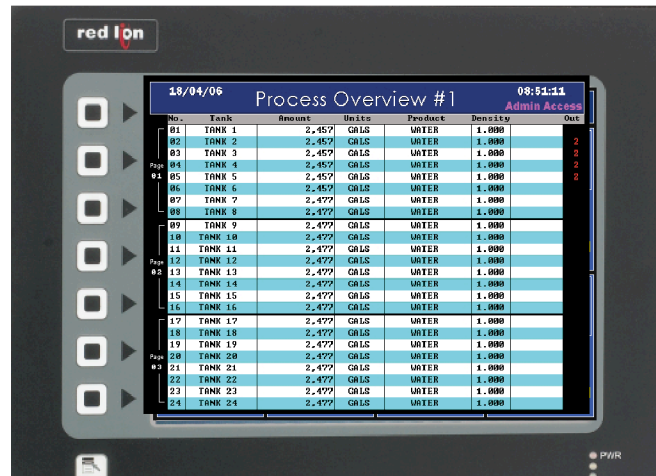 red lion
18/04/06
Process Overview #1
08:51:11
Admin Access
No. Tank Amount Units Product Density Out
01 TANK 1 2,457 GALS WATER 1.000
02 TANK 2 2,457 GALS WATER 1.000 2
03 TANK 3 2,457 GALS WATER 1.000 2
Page 04 TANK 4 2,457 GALS WATER 1.000 2
01 05 TANK 5 2,457 GALS WATER 1.000 2
06 TANK 6 2,457 GALS WATER 1.000
07 TANK 7 2,477 GALS WATER 1.000
08 TANK 8 2,477 GALS WATER 1.000
09 TANK 9 2,477 GALS WATER 1.000
10 TANK 10 2,477 GALS WATER 1.000
11 TANK 11 2,477 GALS WATER 1.000
Page 12 TANK 12 2,477 GALS WATER 1.000
02 13 TANK 13 2,477 GALS WATER 1.000
14 TANK 14 2,477 GALS WATER 1.000
15 TANK 15 2,477 GALS WATER 1.000
16 TANK 16 2,477 GALS WATER 1.000
17 TANK 17 2,477 GALS WATER 1.000
18 TANK 18 2,477 GALS WATER 1.000
19 TANK 19 2,477 GALS WATER 1.000
Page 20 TANK 20 2,477 GALS WATER 1.000
03 21 TANK 21 2,477 GALS WATER 1.000
22 TANK 22 2,477 GALS WATER 1.000
23 TANK 23 2,477 GALS WATER 1.000
24 TANK 24 2,477 GALS WATER 1.000
PWR